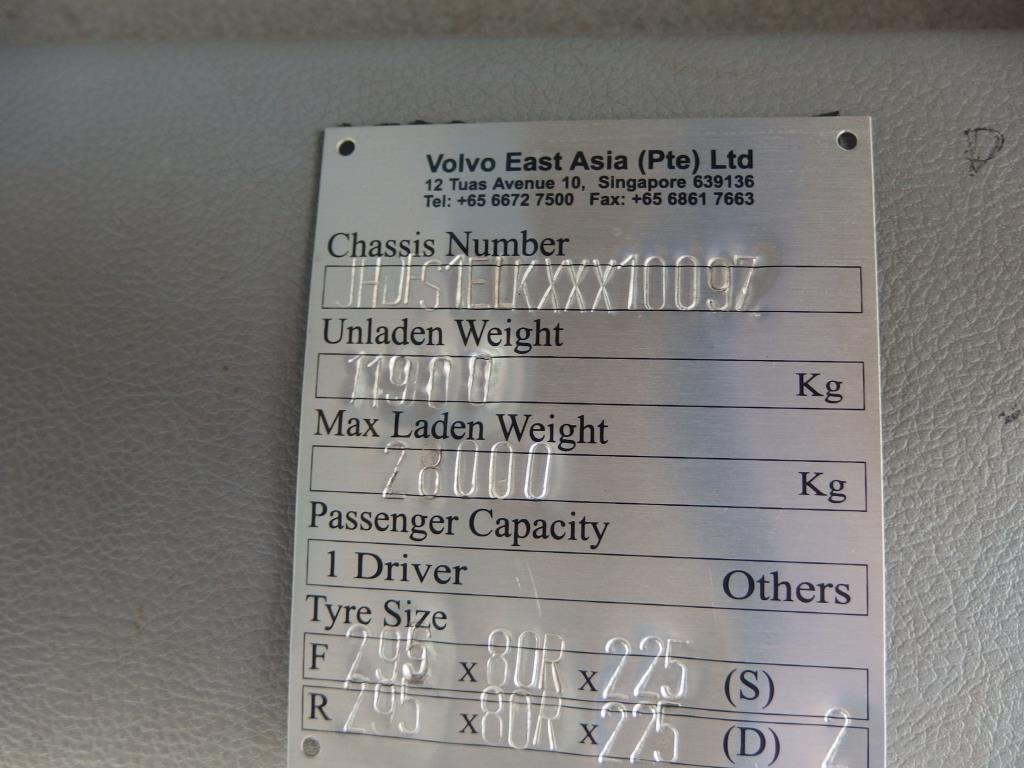 Volvo East Asia (Pte) Ltd
12 Tuas Avenue 10, Singapore 639136
Tel: +65 6672 7500 Fax: +65 6861 7663
Chassis Number
JHDFS1ELKXXX10097
Unladen Weight
11900 Kg
Max Laden Weight
28000 Kg
Passenger Capacity
1 Driver Others
Tyre Size
F 295 x 80R x 225 (S)
R 295 x 80R x 225 (D) 2
D